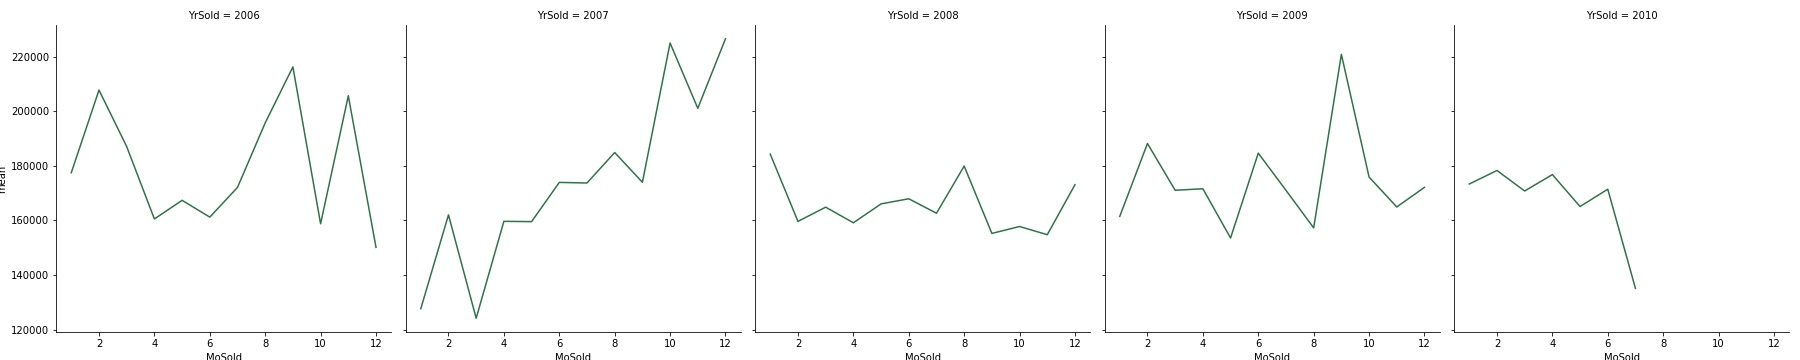 YrSold = 2006
YrSold = 2007
YrSold = 2008
YrSold = 2009
YrSold = 2010
mean
220000
200000
180000
160000
140000
120000
2 4 6 8 10 12
2 4 6 8 10 12
2 4 6 8 10 12
2 4 6 8 10 12
2 4 6 8 10 12
MoSold
MoSold
MoSold
MoSold
MoSold